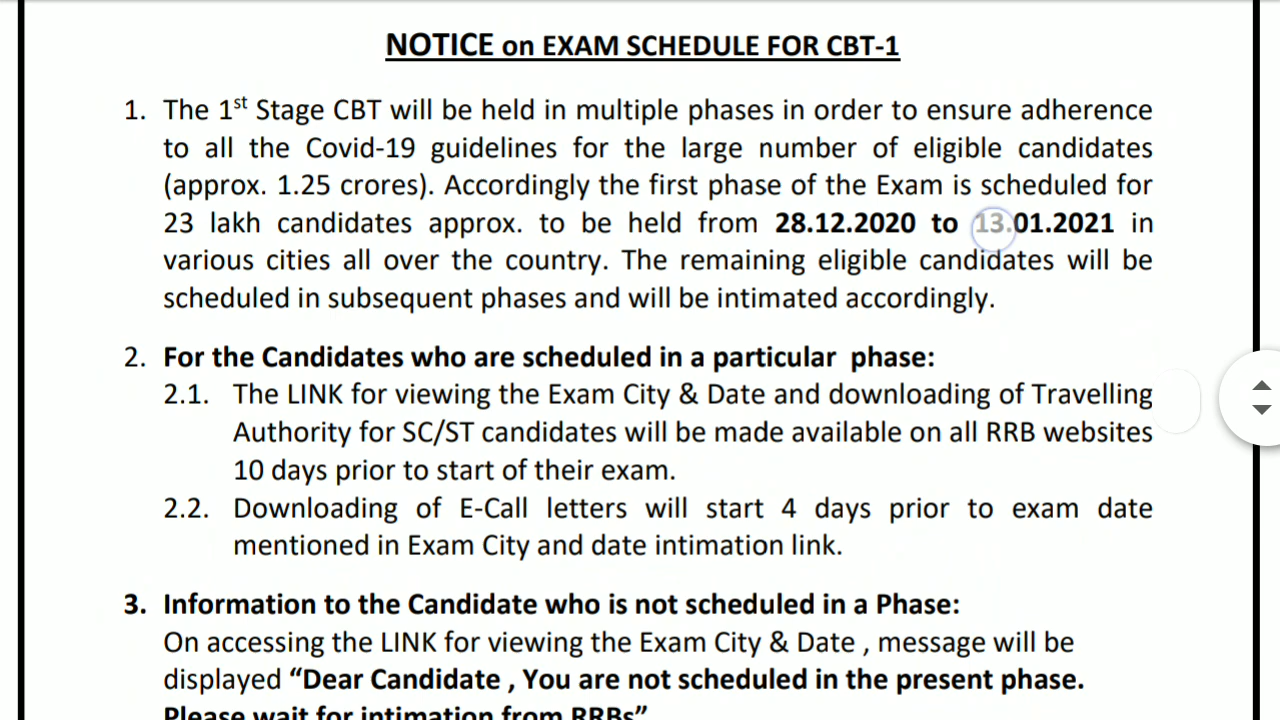 NOTICE on EXAM SCHEDULE FOR CBT-1
1. The 1st Stage CBT will be held in multiple phases in order to ensure adherence
to all the Covid-19 guidelines for the large number of eligible candidates
(approx. 1.25 crores). Accordingly the first phase of the Exam is scheduled for
23 lakh candidates approx. to be held from 28.12.2020 to 13.01.2021 in
various cities all over the country. The remaining eligible candidates will be
scheduled in subsequent phases and will be intimated accordingly.
2. For the Candidates who are scheduled in a particular phase:
2.1. The LINK for viewing the Exam City & Date and downloading of Travelling
Authority for SC/ST candidates will be made available on all RRB websites
10 days prior to start of their exam.
2.2. Downloading of E-Call letters will start 4 days prior to exam date
mentioned in Exam City and date intimation link.
3. Information to the Candidate who is not scheduled in a Phase:
On accessing the LINK for viewing the Exam City & Date , message will be
displayed “Dear Candidate , You are not scheduled in the present phase.
Please wait for intimation from RRBs”